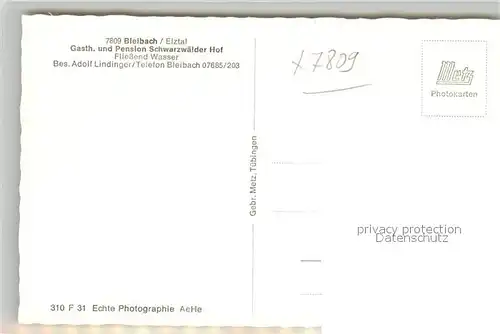 7809 Bleibach / Elztal
Gasth. und Pension Schwarzwälder Hof
Fließend Wasser
Bes. Adolf Lindinger/Telefon Bleibach 07685/203
x 7809
Metz
Photokarten
Gebr. Metz, Tübingen
privacy protection
Datenschutz
310 F 31 Echte Photographie AcHe